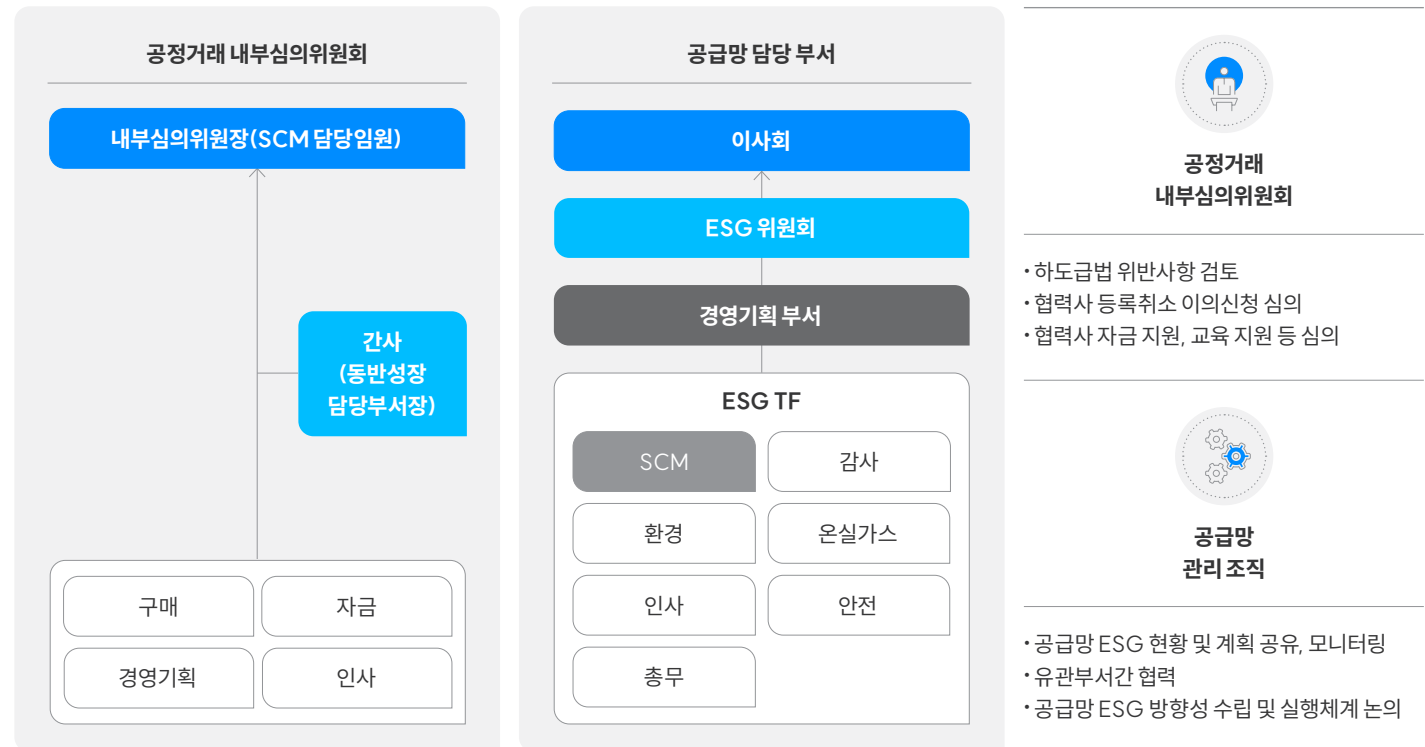 공정거래 내부심의위원회
내부심의위원장(SCM 담당임원)
간사
(동반성장
담당부서장)
구매
자금
경영기획
인사
공급망 담당 부서
이사회
ESG 위원회
경영기획 부서
ESG TF
SCM
감사
환경
온실가스
인사
안전
총무
공정거래
내부심의위원회
• 하도급법 위반사항 검토
• 협력사 등록취소 이의신청 심의
• 협력사 자금 지원, 교육 지원 등 심의
공급망
관리 조직
• 공급망 ESG 현황 및 계획 공유, 모니터링
• 유관부서간 협력
• 공급망 ESG 방향성 수립 및 실행체계 논의